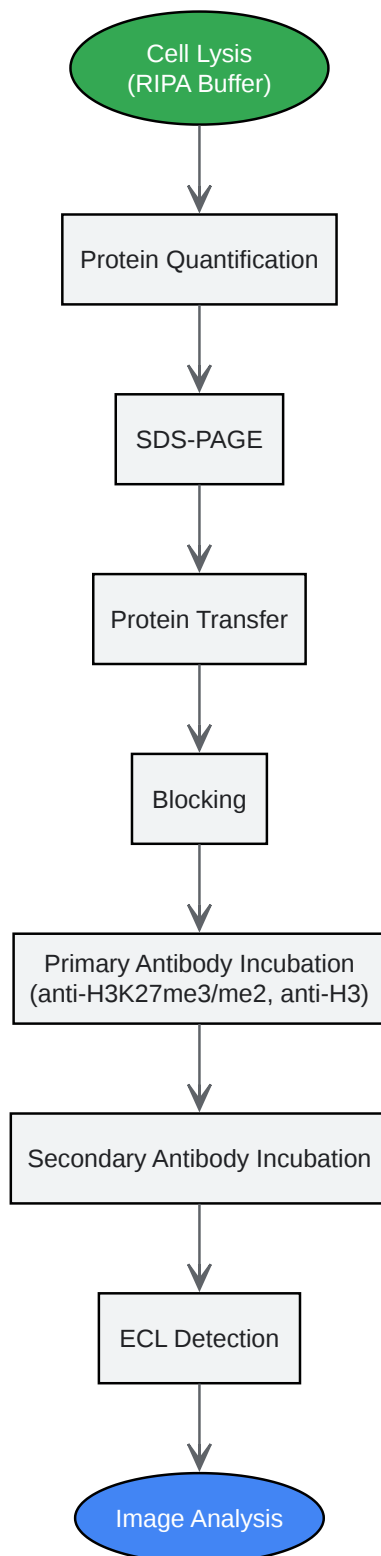 Cell Lysis
(RIPA Buffer)
Protein Quantification
SDS-PAGE
Protein Transfer
Blocking
Primary Antibody Incubation
(anti-H3K27me3/me2, anti-H3)
Secondary Antibody Incubation
ECL Detection
Image Analysis